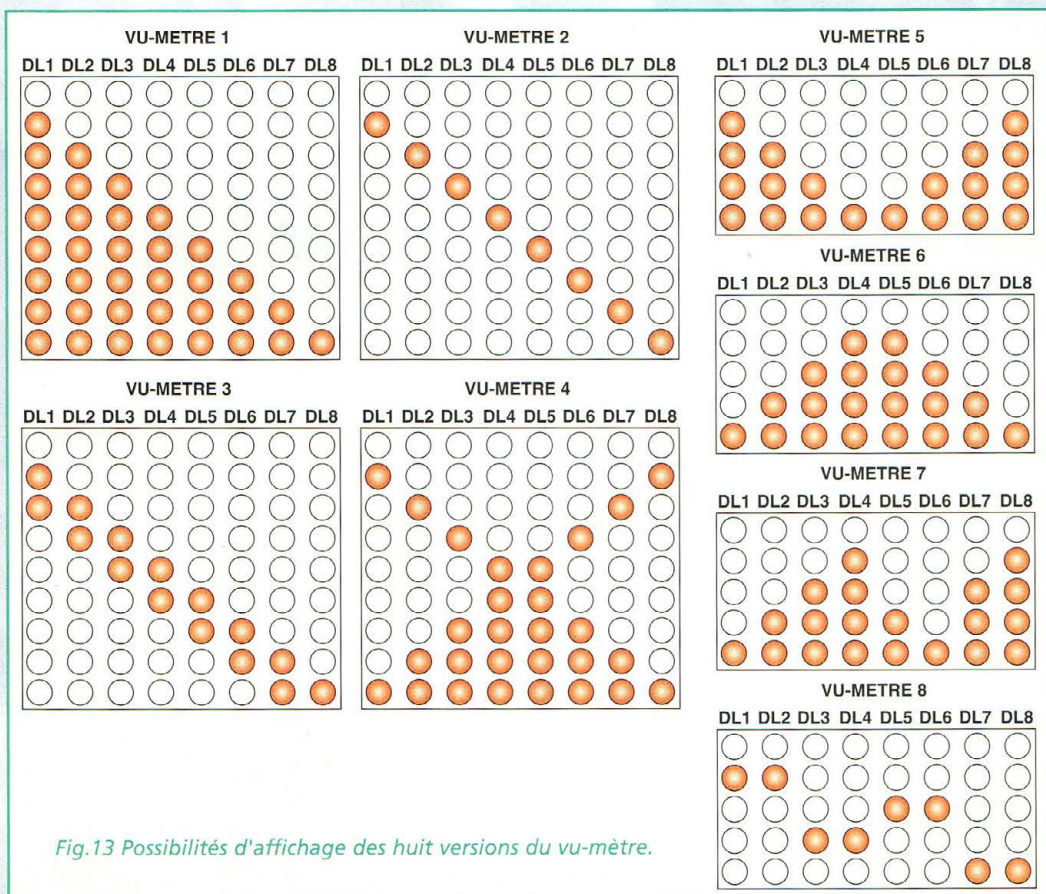 VU-METRE 1
DL1 DL2 DL3 DL4 DL5 DL6 DL7 DL8
VU-METRE 2
DL1 DL2 DL3 DL4 DL5 DL6 DL7 DL8
VU-METRE 3
DL1 DL2 DL3 DL4 DL5 DL6 DL7 DL8
VU-METRE 4
DL1 DL2 DL3 DL4 DL5 DL6 DL7 DL8
VU-METRE 5
DL1 DL2 DL3 DL4 DL5 DL6 DL7 DL8
VU-METRE 6
DL1 DL2 DL3 DL4 DL5 DL6 DL7 DL8
VU-METRE 7
DL1 DL2 DL3 DL4 DL5 DL6 DL7 DL8
VU-METRE 8
DL1 DL2 DL3 DL4 DL5 DL6 DL7 DL8
Fig.13 Possibilités d'affichage des huit versions du vu-mètre.